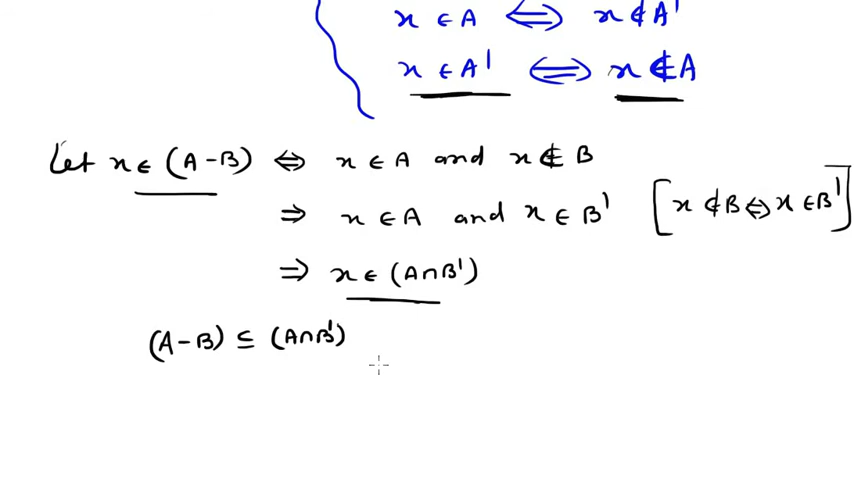 x ∈ A ⇔ x ∉ A'
x ∈ A' ⇔ x ∉ A
Let x ∈ (A-B) ⇔ x ∈ A and x ∉ B
⇒ x ∈ A and x ∈ B' [x ∉ B ⇔ x ∈ B']
⇒ x ∈ (A∩B')
(A-B) ⊆ (A∩B')